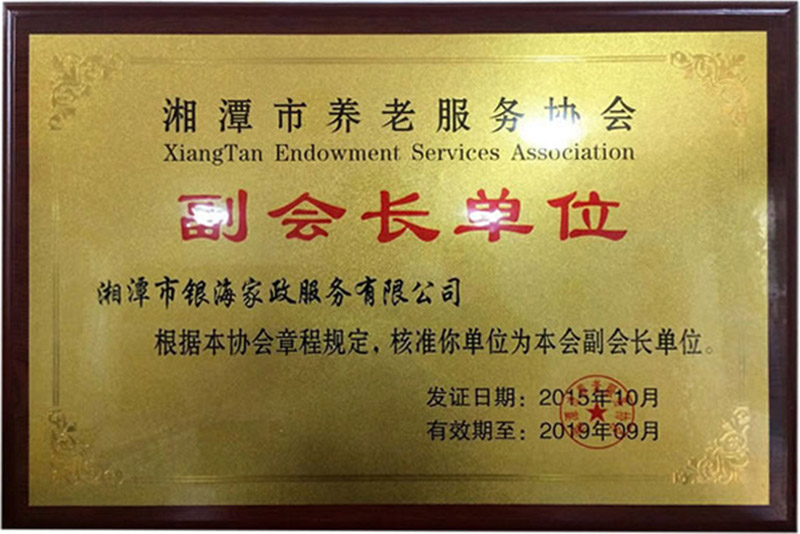 湘潭市养老服务协会
XiangTan Endowment Services Association
副会长单位
湘潭市银海家政服务有限公司
根据本协会章程规定，核准你单位为本会副会长单位。
发证日期：2015年10月
有效期至：2019年09月